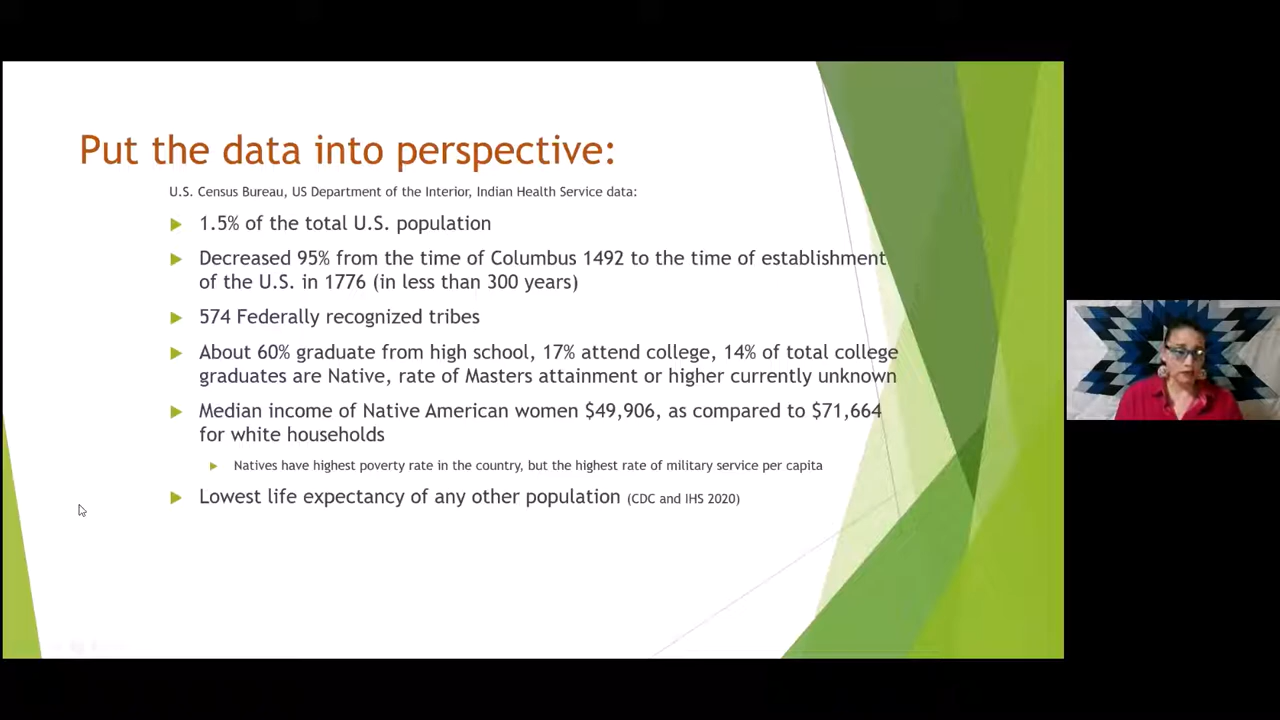 Put the data into perspective:
U.S. Census Bureau, US Department of the Interior, Indian Health Service data:
1.5% of the total U.S. population
Decreased 95% from the time of Columbus 1492 to the time of establishment
of the U.S. in 1776 (in less than 300 years)
574 Federally recognized tribes
About 60% graduate from high school, 17% attend college, 14% of total college
graduates are Native, rate of Masters attainment or higher currently unknown
Median income of Native American women $49,906, as compared to $71,664
for white households
Natives have highest poverty rate in the country, but the highest rate of military service per capita
Lowest life expectancy of any other population (CDC and IHS 2020)